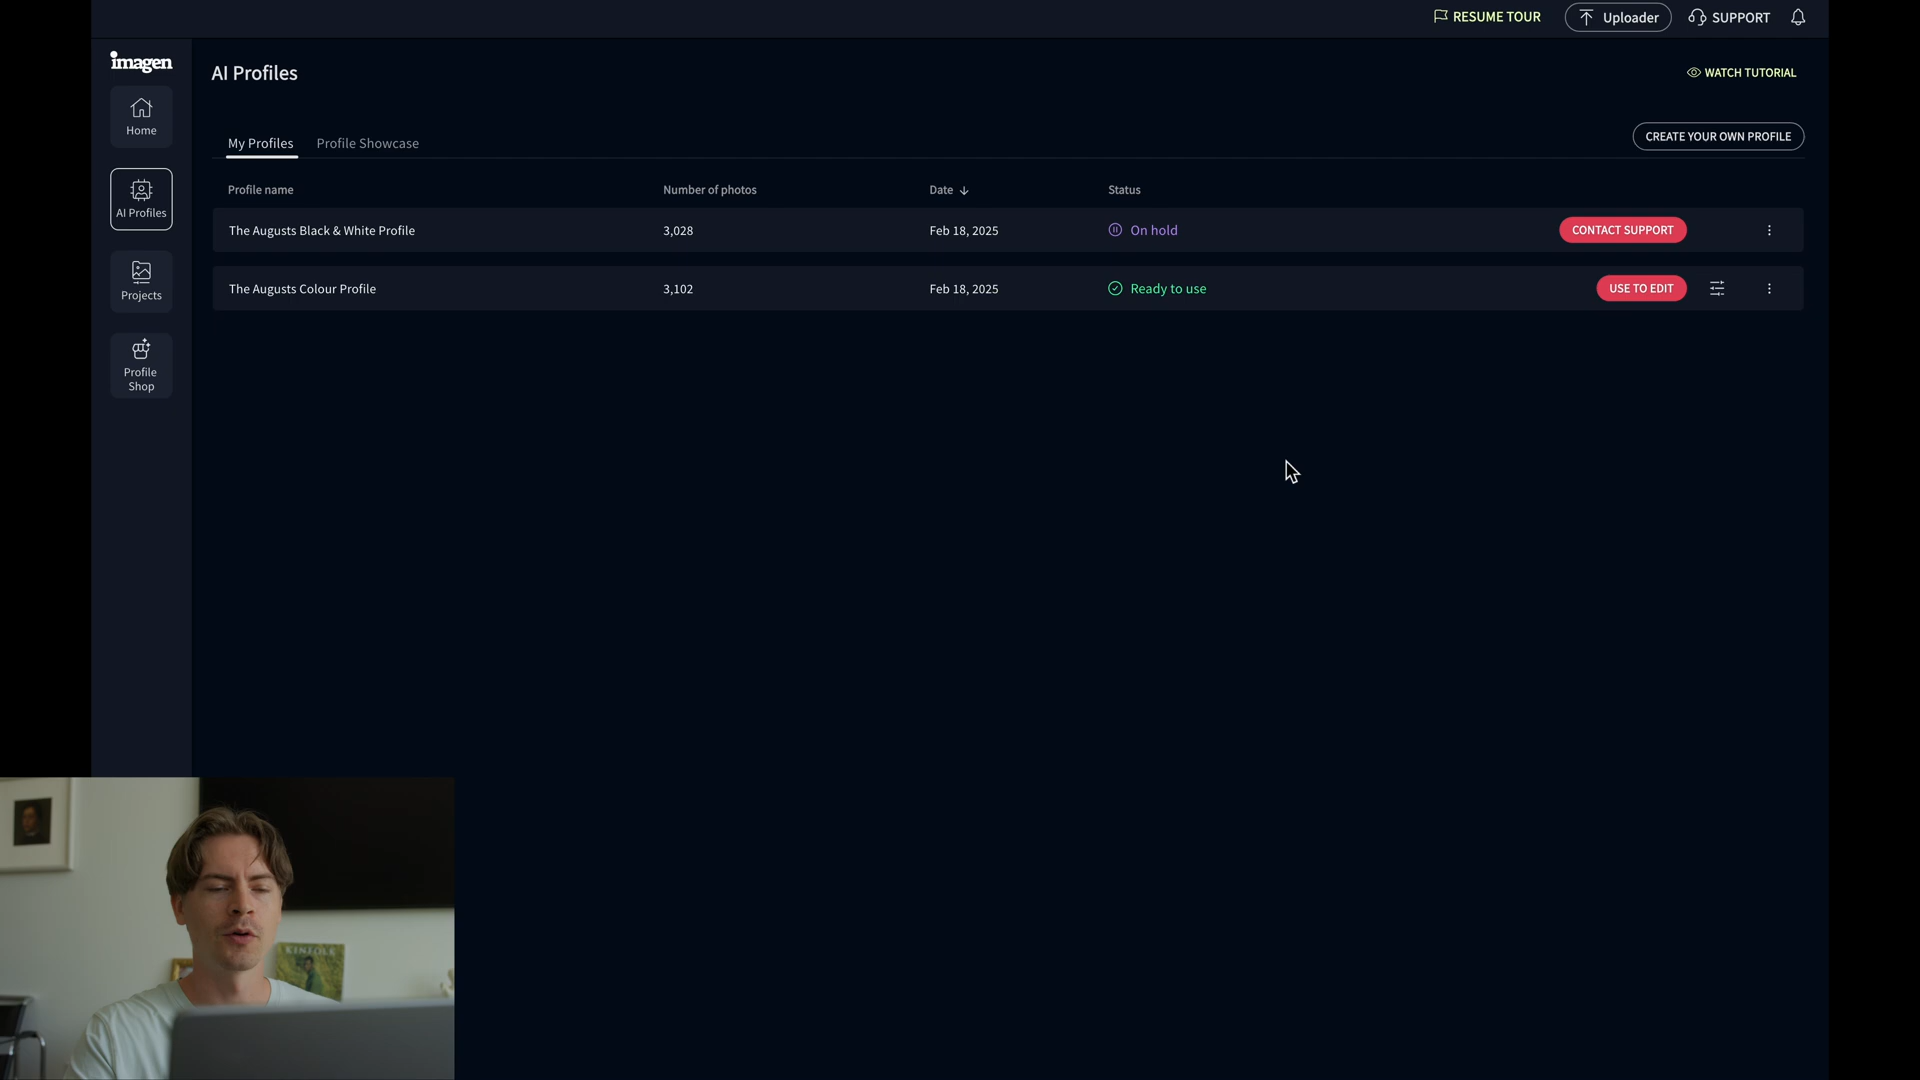 RESUME TOUR
Uploader
SUPPORT
imagen
AI Profiles
WATCH TUTORIAL
Home
My Profiles
Profile Showcase
CREATE YOUR OWN PROFILE
Profile name
Number of photos
Date
Status
AI Profiles
The Augusts Black & White Profile
3,028
Feb 18, 2025
On hold
CONTACT SUPPORT
The Augusts Colour Profile
3,102
Feb 18, 2025
Ready to use
USE TO EDIT
Projects
Profile
Shop
KINFOLK